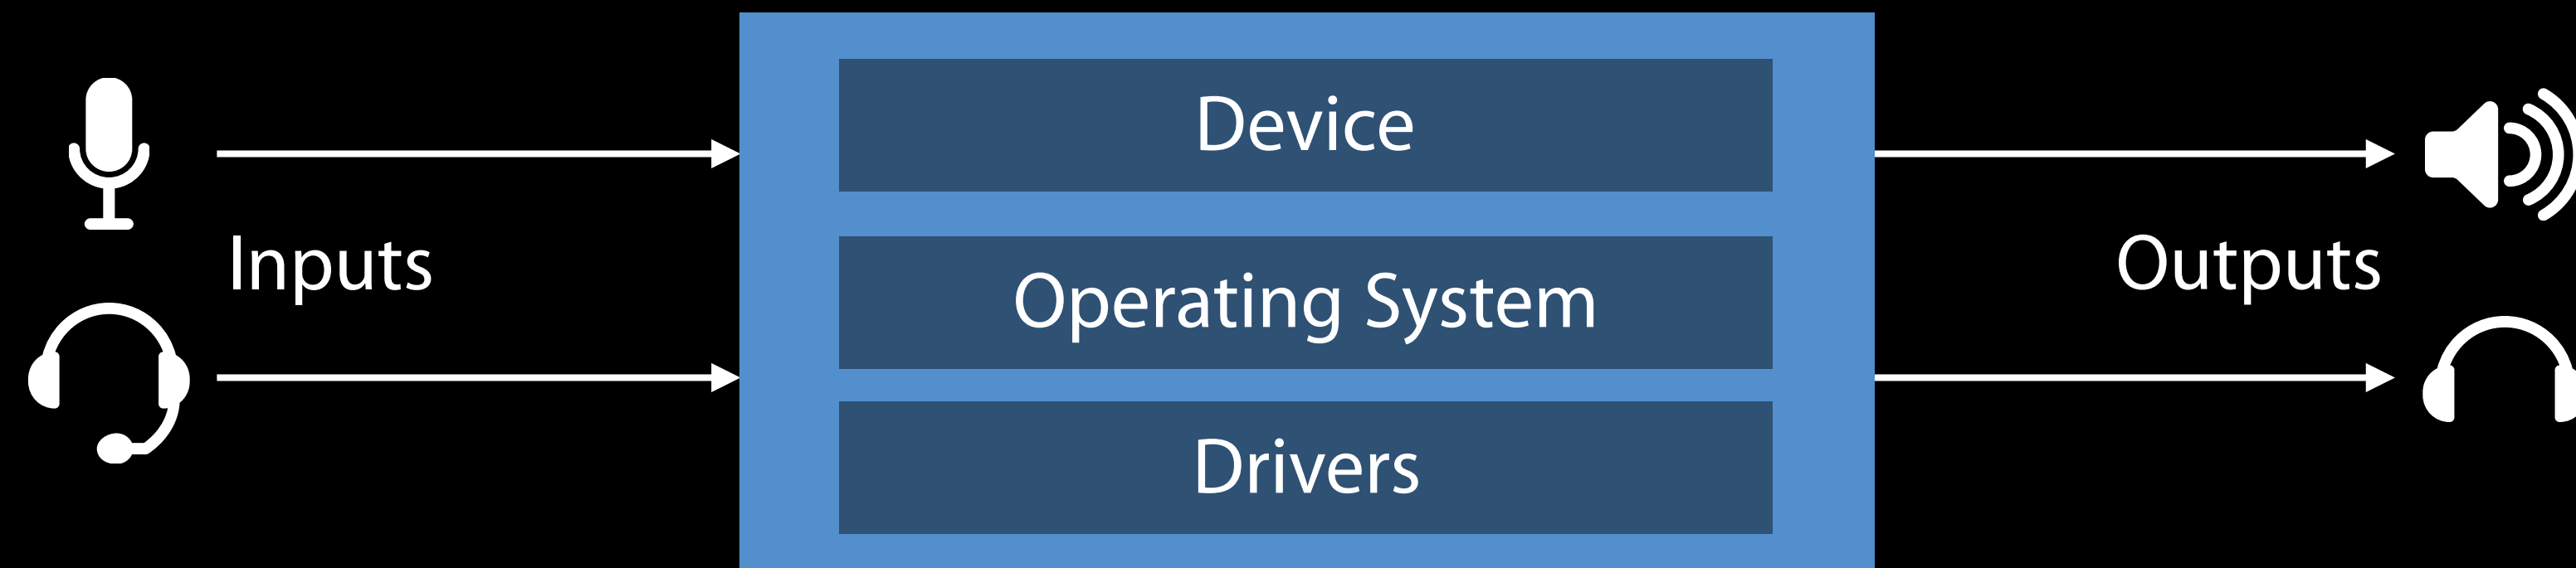 Inputs
Device
Operating System
Drivers
Outputs